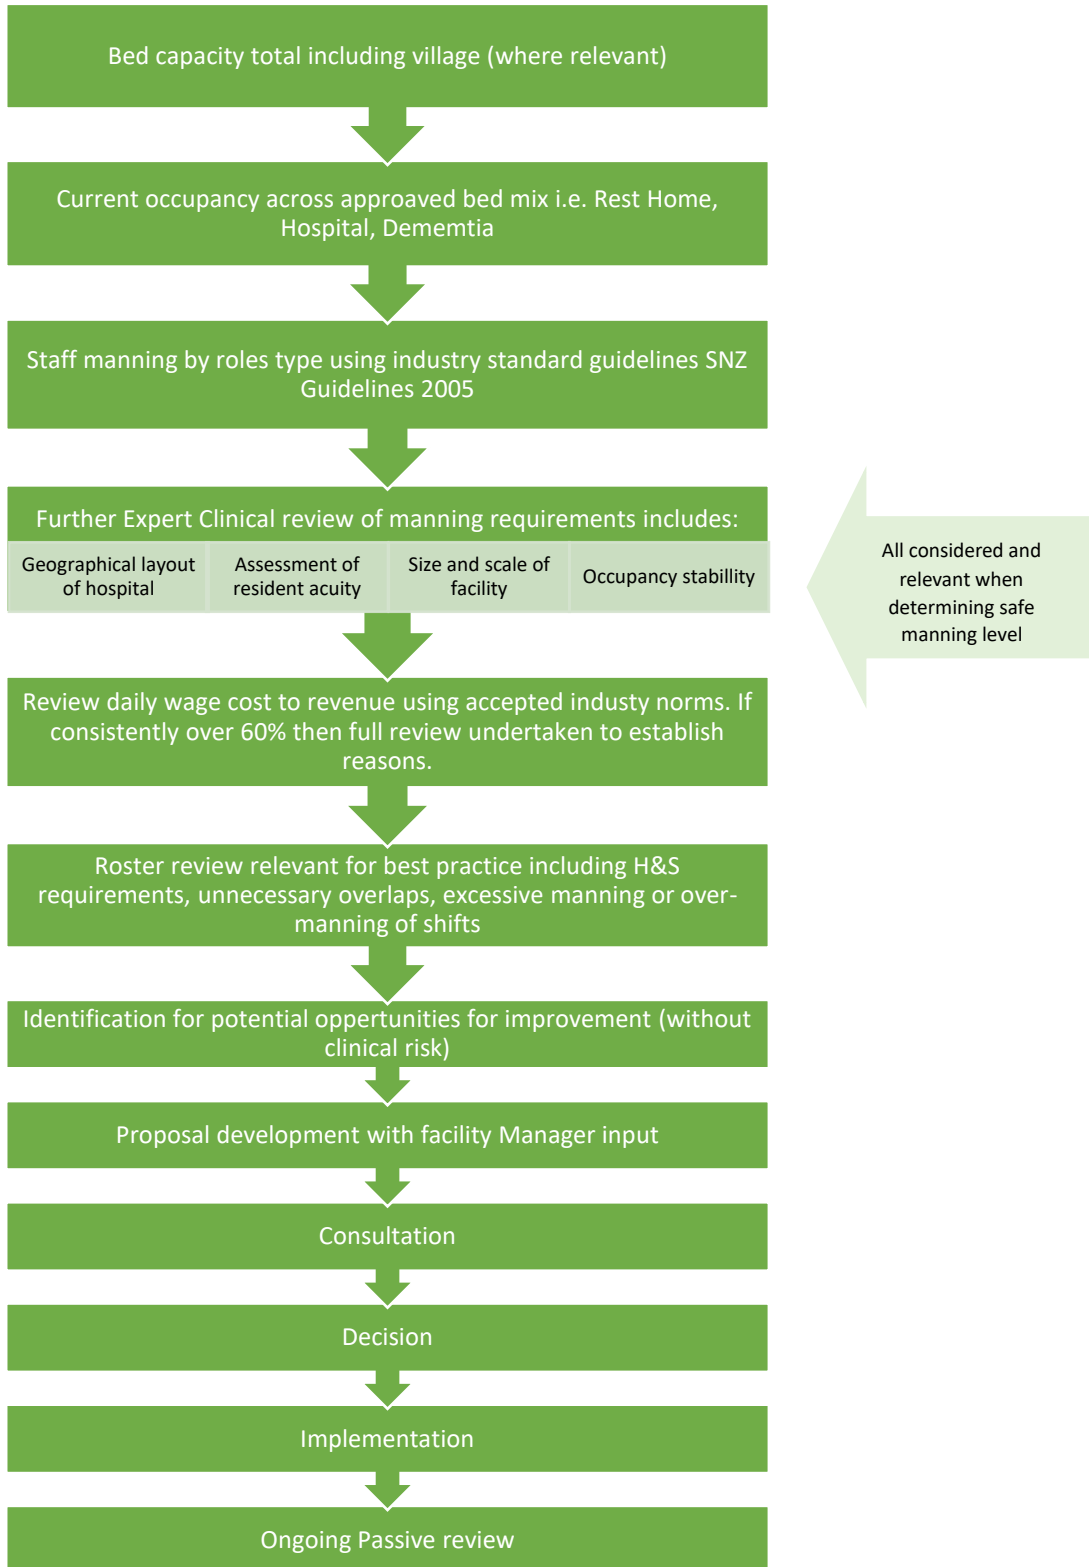 Bed capacity total including village (where relevant)
Current occupancy across approaved bed mix i.e. Rest Home,
Hospital, Dememtia
Staff manning by roles type using industry standard guidelines SNZ
Guidelines 2005
Further Expert Clinical review of manning requirements includes:
Geographical layout
of hospital
Assessment of
resident acuity
Size and scale of
facility
Occupancy stabillity
All considered and
relevant when
determining safe
manning level
Review daily wage cost to revenue using accepted industy norms. If
consistently over 60% then full review undertaken to establish
reasons.
Roster review relevant for best practice including H&S
requirements, unnecessary overlaps, excessive manning or over-
manning of shifts
Identification for potential oppertunities for improvement (without
clinical risk)
Proposal development with facility Manager input
Consultation
Decision
Implementation
Ongoing Passive review